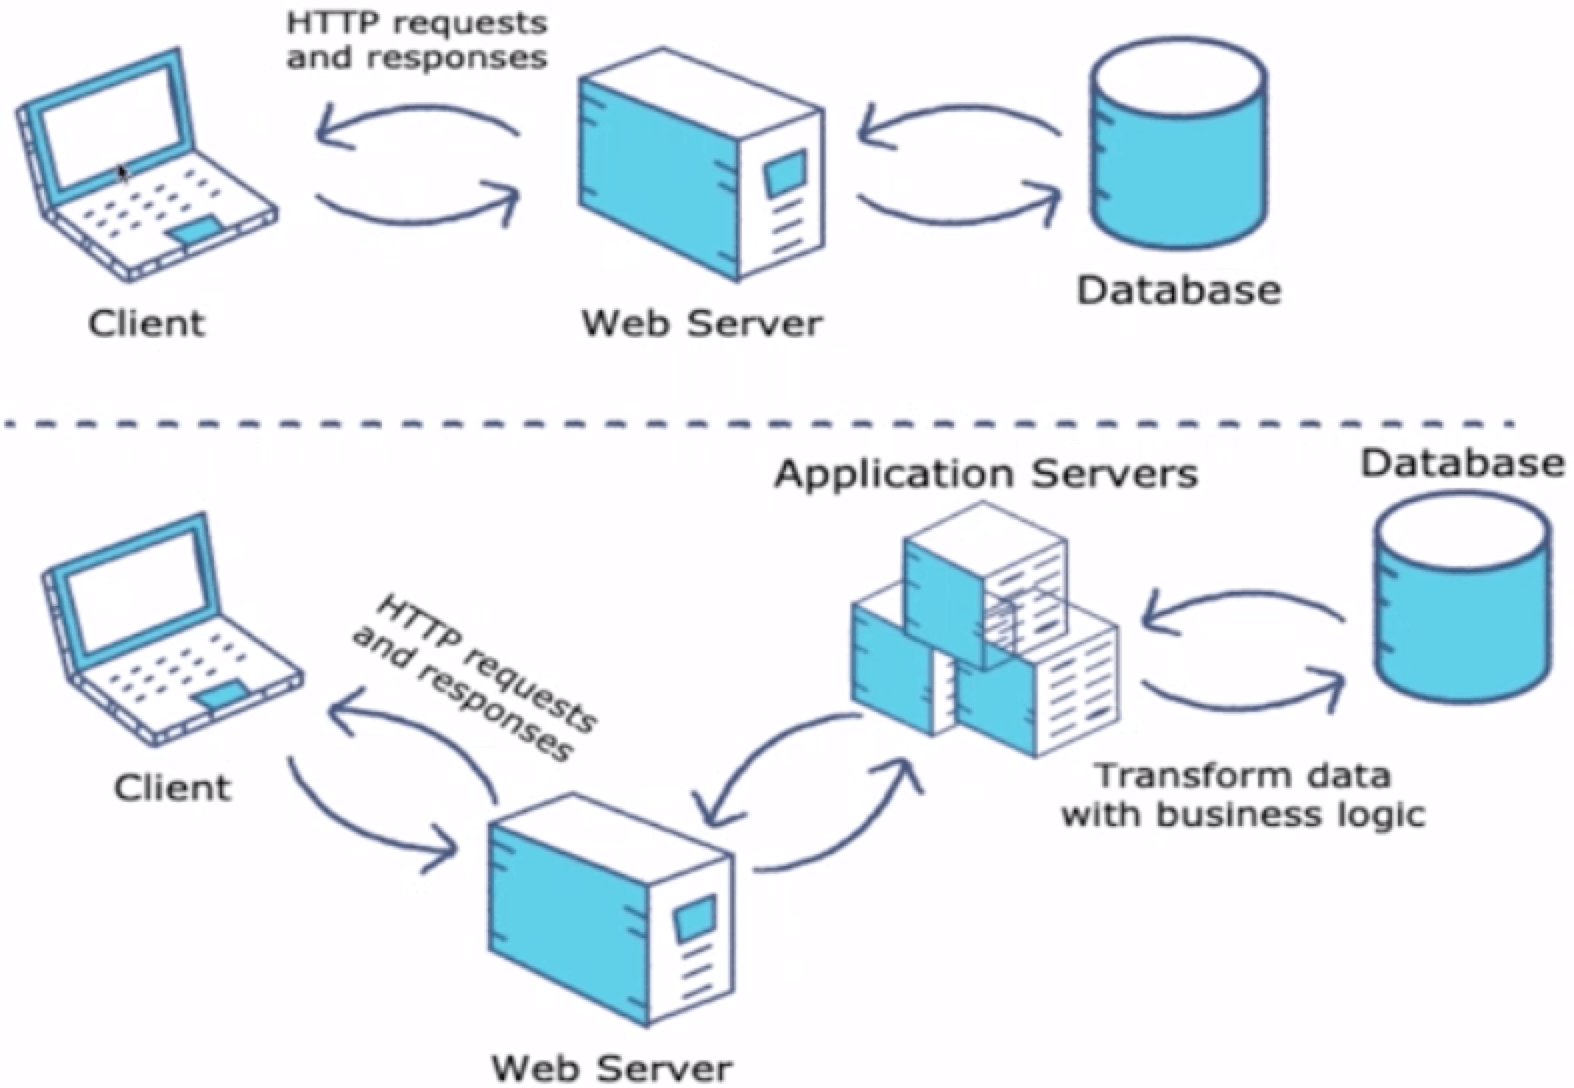 HTTP requests
and responses
Client
Web Server
Database
Application Servers
Database
HTTP requests
and responses
Client
Transform data
with business logic
Web Server